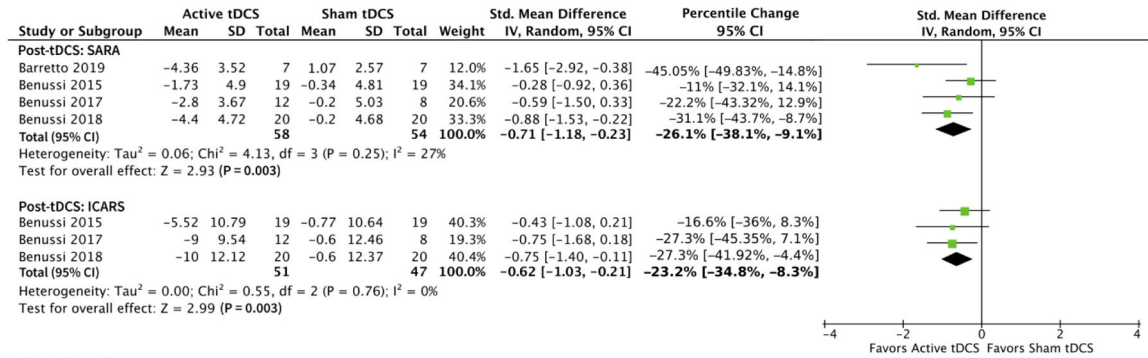 Active tDCS Sham tDCS Std. Mean Difference Percentile Change Std. Mean Difference
Study or Subgroup Mean SD Total Mean SD Total Weight IV, Random, 95% CI 95% CI IV, Random, 95% CI
Post-tDCS: SARA
Barretto 2019 −4.36 3.52 7 1.07 2.57 7 12.0% −1.65 [−2.92, −0.38] −45.05% [−49.83%, −14.8%]
Benussi 2015 −1.73 4.9 19 −0.34 4.81 19 34.1% −0.28 [−0.92, 0.36] −11% [−32.1%, 14.1%]
Benussi 2017 −2.8 3.67 12 −0.2 5.03 8 20.6% −0.59 [−1.50, 0.33] −22.2% [−43.32%, 12.9%]
Benussi 2018 −4.4 4.72 20 −0.2 4.68 20 33.3% −0.88 [−1.53, −0.22] −31.1% [−43.7%, −8.7%]
Total (95% CI) 58 54 100.0% −0.71 [−1.18, −0.23] −26.1% [−38.1%, −9.1%]
Heterogeneity: Tau² = 0.06; Chi² = 4.13, df = 3 (P = 0.25); I² = 27%
Test for overall effect: Z = 2.93 (P = 0.003)
Post-tDCS: ICARS
Benussi 2015 −5.52 10.79 19 −0.77 10.64 19 40.3% −0.43 [−1.08, 0.21] −16.6% [−36%, 8.3%]
Benussi 2017 −9 9.54 12 −0.6 12.46 8 19.3% −0.75 [−1.68, 0.18] −27.3% [−45.35%, 7.1%]
Benussi 2018 −10 12.12 20 −0.6 12.37 20 40.4% −0.75 [−1.40, −0.11] −27.3% [−41.92%, −4.4%]
Total (95% CI) 51 47 100.0% −0.62 [−1.03, −0.21] −23.2% [−34.8%, −8.3%]
Heterogeneity: Tau² = 0.00; Chi² = 0.55, df = 2 (P = 0.76); I² = 0%
Test for overall effect: Z = 2.99 (P = 0.003)
−4 −2 0 2 4
Favors Active tDCS Favors Sham tDCS